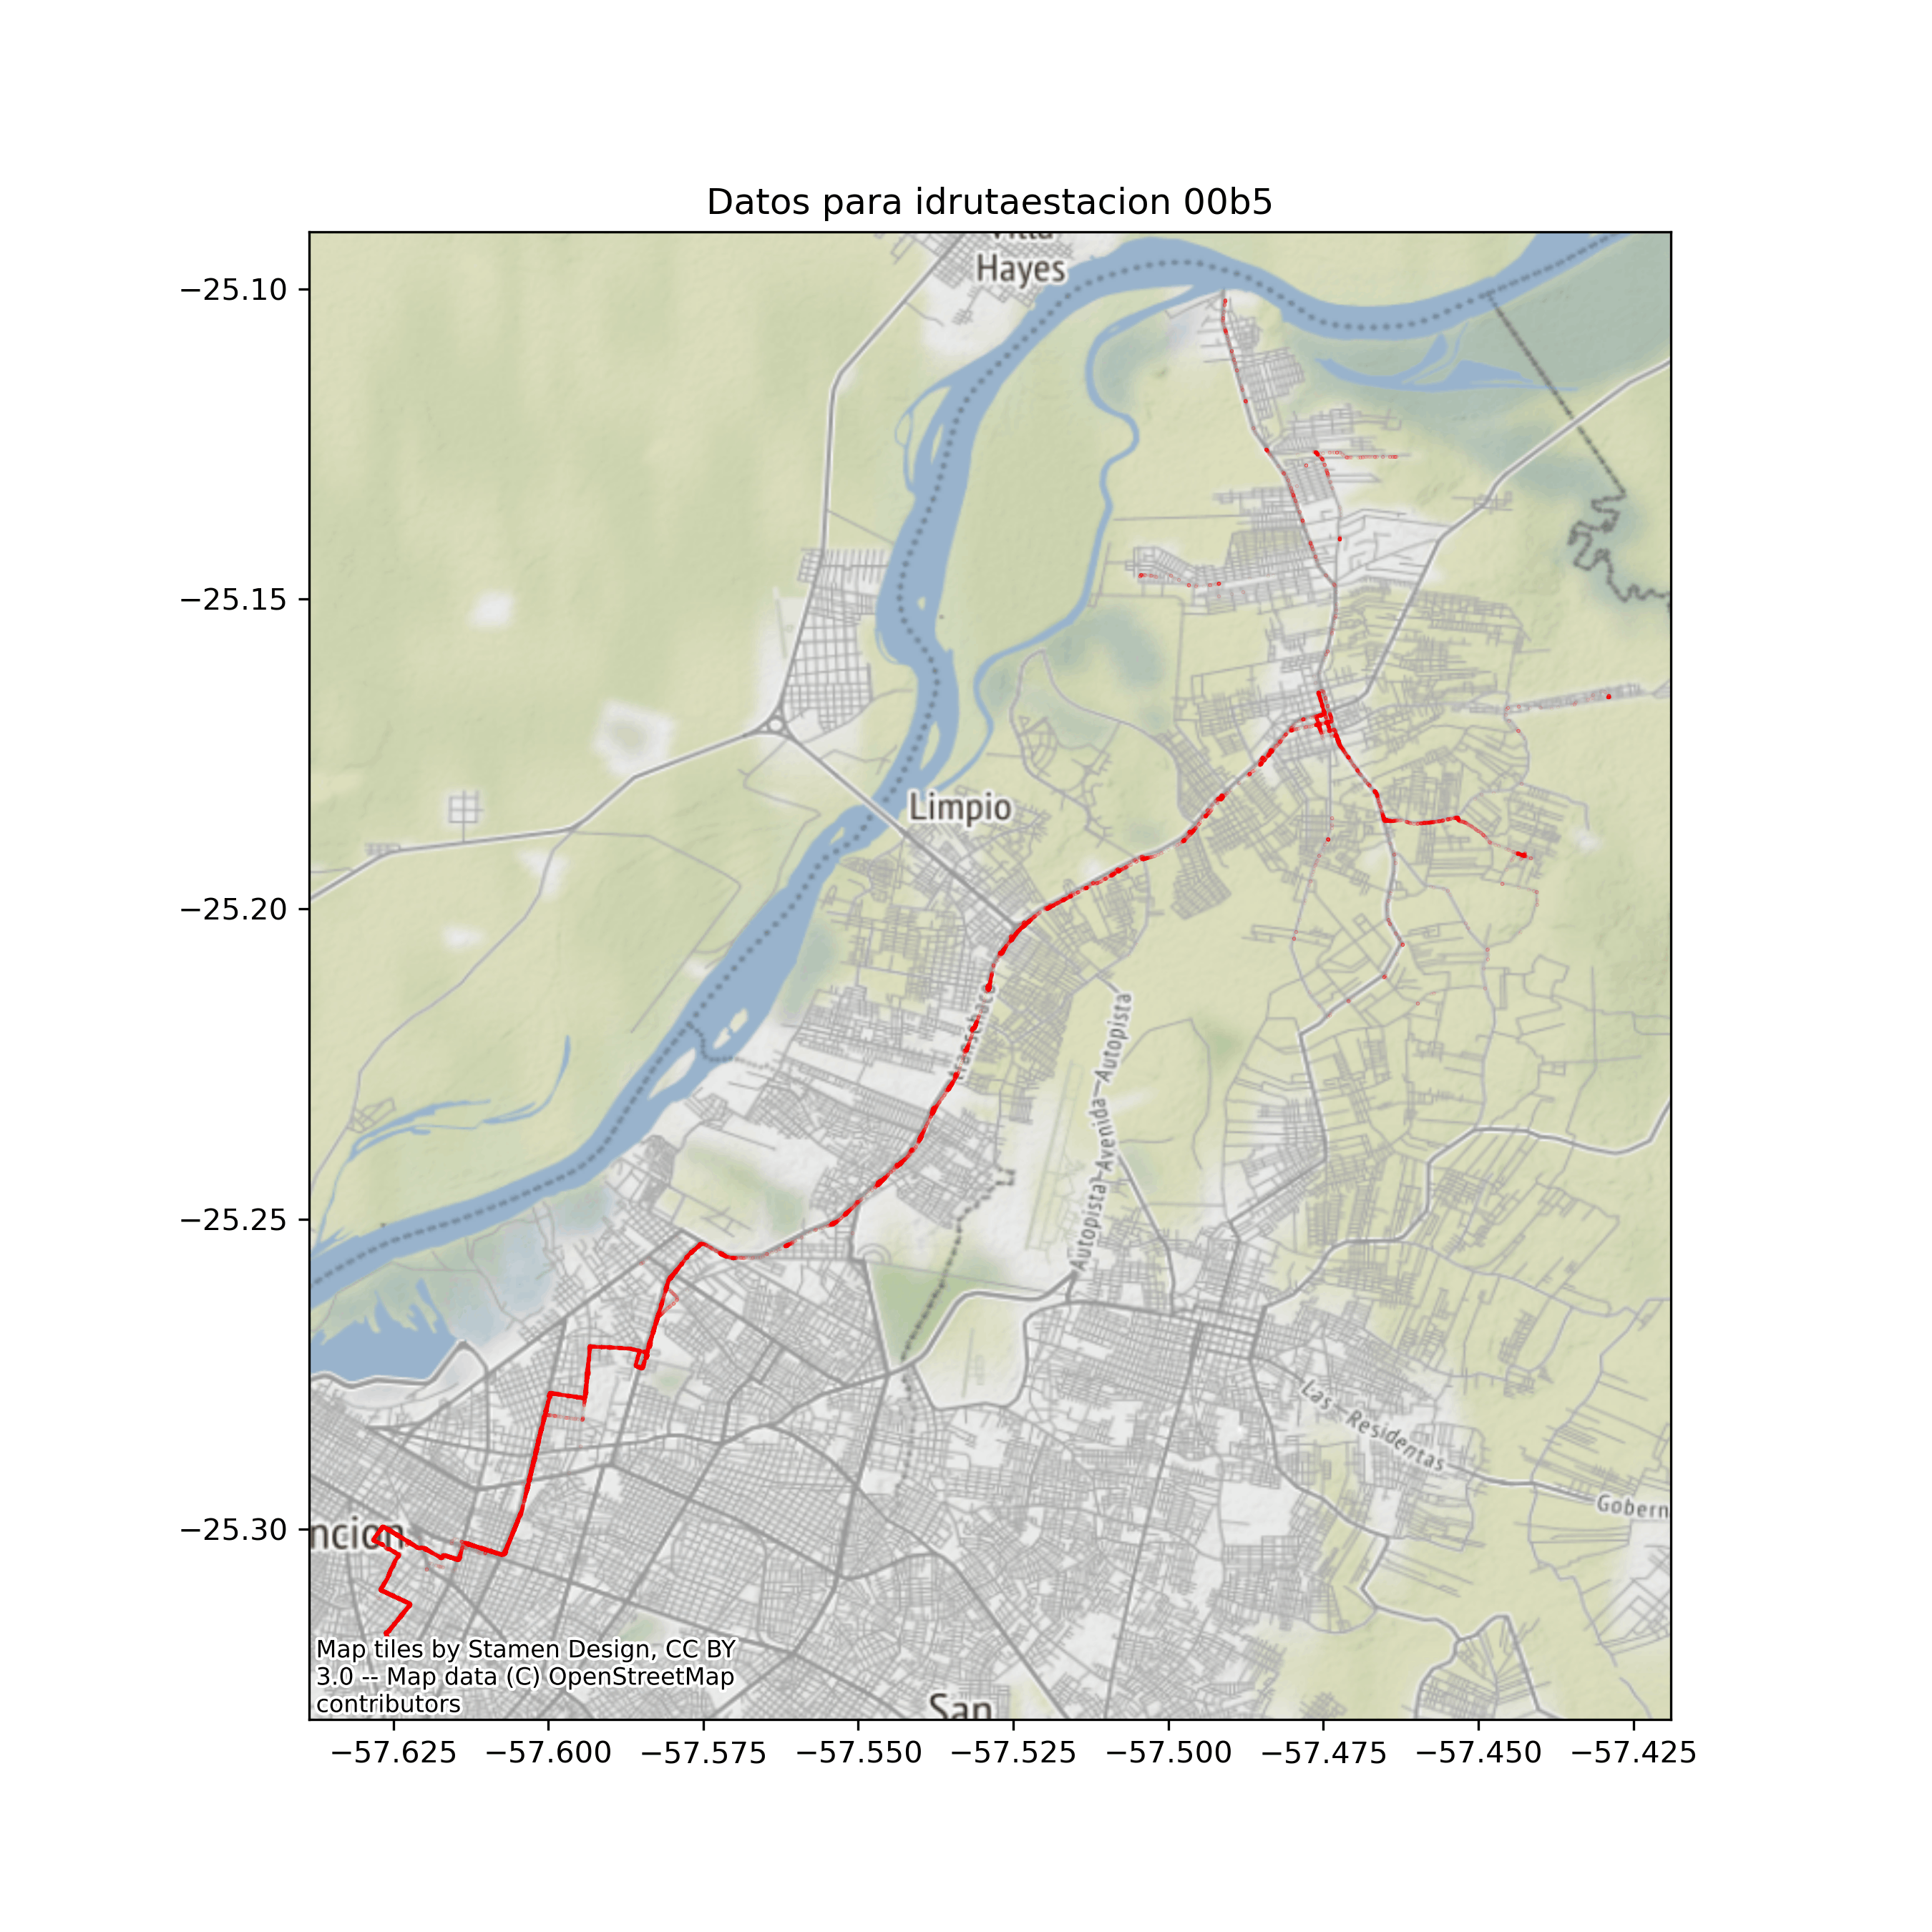 Datos para idrutaestacion 00b5
Hayes
−25.10
−25.15
Limpio
−25.20
Transchaco
Autopista-Avenida-Autopista
−25.25
Las Residentas
Gobern
−25.30
ncion
Map tiles by Stamen Design, CC BY
3.0 -- Map data (C) OpenStreetMap
contributors
San
−57.625 −57.600 −57.575 −57.550 −57.525 −57.500 −57.475 −57.450 −57.425